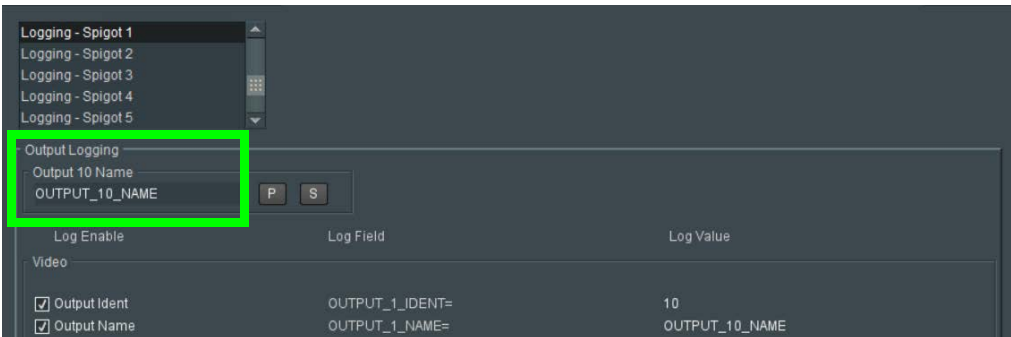 Logging - Spigot 1
Logging - Spigot 2
Logging - Spigot 3
Logging - Spigot 4
Logging - Spigot 5
Output Logging
Output 10 Name
OUTPUT_10_NAME P S
Log Enable Log Field Log Value
Video
Output Ident OUTPUT_1_IDENT= 10
Output Name OUTPUT_1_NAME= OUTPUT_10_NAME